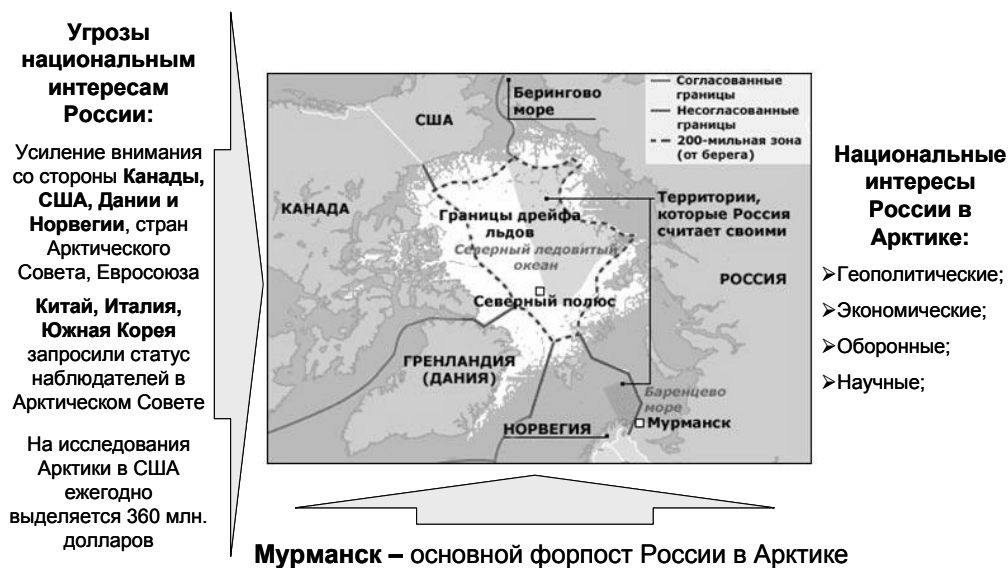 Угрозы
национальным
интересам
России:
Усиление внимания
со стороны Канады,
США, Дании и
Норвегии, стран
Арктического
Совета, Евросоюза
Китай, Италия,
Южная Корея
запросили статус
наблюдателей в
Арктическом Совете
На исследования
Арктики в США
ежегодно
выделяется 360 млн.
долларов
Берингово
море
США
Согласованные
границы
Несогласованные
границы
200-мильная зона
(от берега)
КАНАДА
Границы дрейфа
льдов
Северный ледовитый
океан
Территории,
которые Россия
считает своими
РОССИЯ
Северный полюс
ГРЕНЛАНДИЯ
(ДАНИЯ)
Баренцево
море
НОРВЕГИЯ
Мурманск
Национальные
интересы
России в
Арктике:
➢Геополитические;
➢Экономические;
➢Оборонные;
➢Научные;
Мурманск – основной форпост России в Арктике